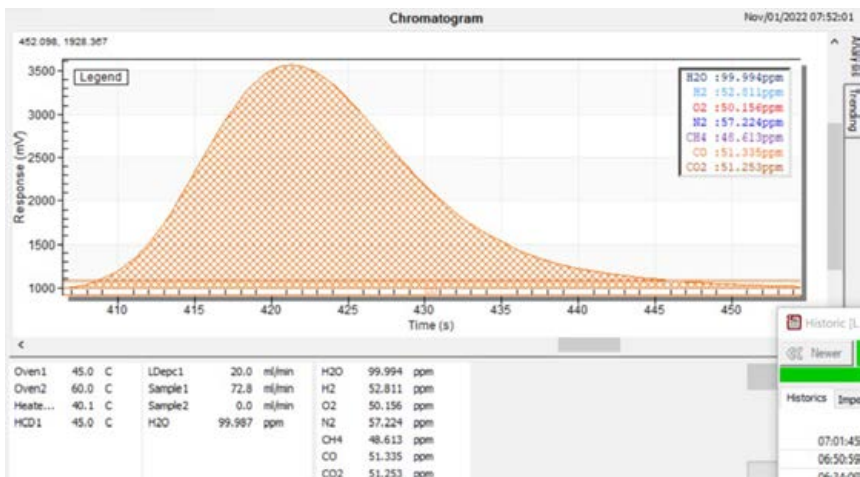 Chromatogram
Nov/01/2022 07:52:01
452.098, 1928.367
Legend
H2O :99.994ppm
H2 :52.811ppm
O2 :50.156ppm
N2 :57.224ppm
CH4 :48.613ppm
CO :51.335ppm
CO2 :51.253ppm
Analysis
Trending
Response (mV)
3500
3000
2500
2000
1500
1000
410 415 420 425 430 435 440 445 450
Time (s)
Historic [L
Newer
Historics Impo
07:01:45
06:50:59
Oven1 45.0 C LDepc1 20.0 ml/min H2O 99.994 ppm
Oven2 60.0 C Sample1 72.8 ml/min H2 52.811 ppm
Heate... 40.1 C Sample2 0.0 ml/min O2 50.156 ppm
HCD1 45.0 C H2O 99.987 ppm N2 57.224 ppm
CH4 48.613 ppm
CO 51.335 ppm
CO2 51.253 ppm